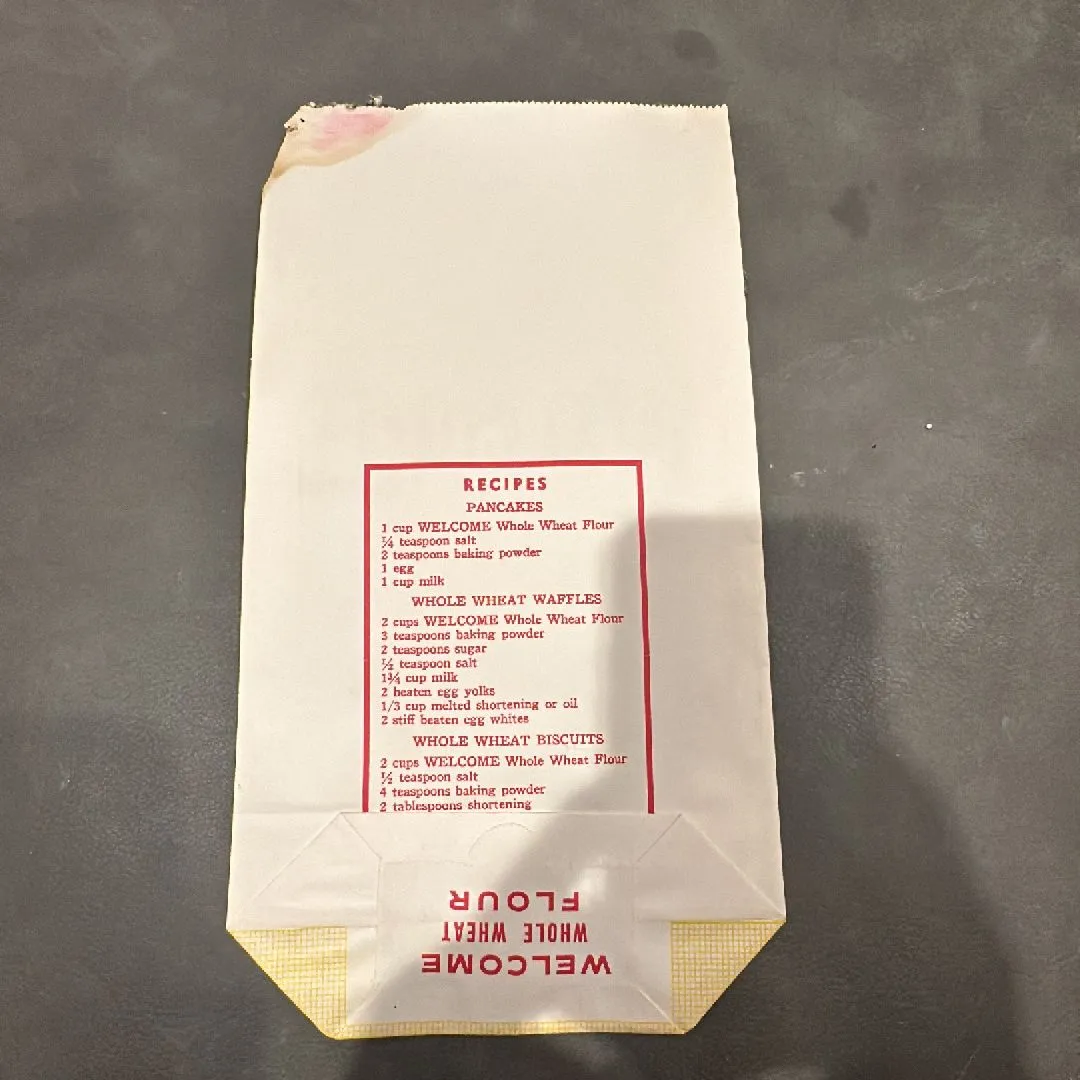 RECIPES
PANCAKES
1 cup WELCOME Whole Wheat Flour
¼ teaspoon salt
2 teaspoons baking powder
1 egg
1 cup milk
WHOLE WHEAT WAFFLES
2 cups WELCOME Whole Wheat Flour
3 teaspoons baking powder
2 teaspoons sugar
½ teaspoon salt
1¾ cup milk
2 beaten egg yolks
1/3 cup melted shortening or oil
2 stiff beaten egg whites
WHOLE WHEAT BISCUITS
2 cups WELCOME Whole Wheat Flour
½ teaspoon salt
4 teaspoons baking powder
2 tablespoons shortening
WELCOME
WHOLE WHEAT
FLOUR